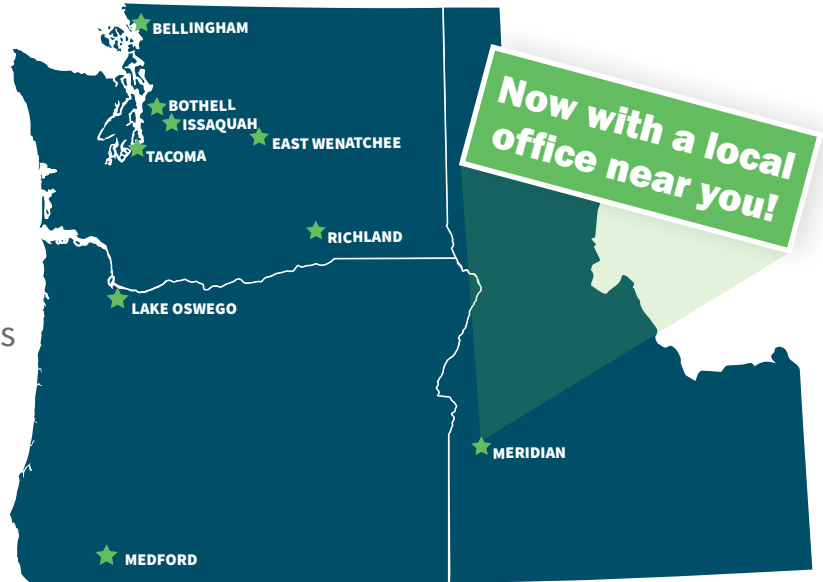 BELLINGHAM
BOTHELL
ISSAQUAH
EAST WENATCHEE
TACOMA
RICHLAND
LAKE OSWEGO
MERIDIAN
MEDFORD
Now with a local
office near you!
s